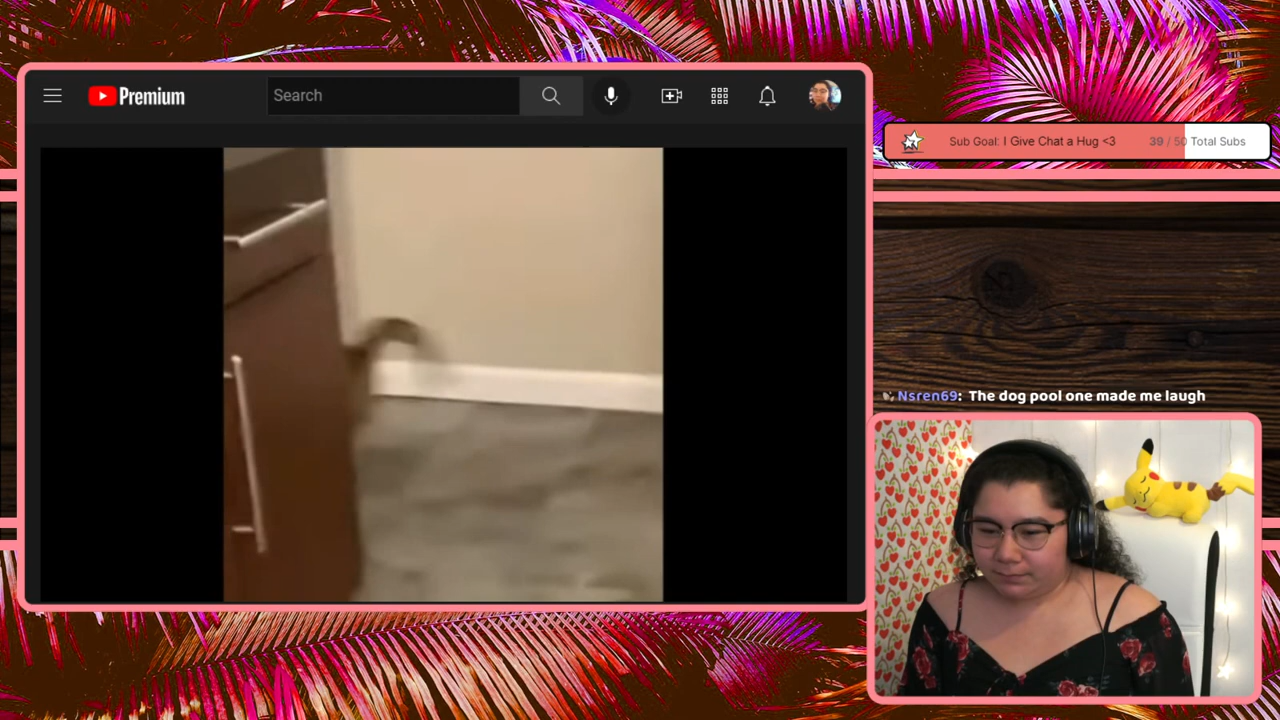 Premium
Search
Sub Goal: I Give Chat a Hug <3 39 / 50 Total Subs
Nsren69: The dog pool one made me laugh